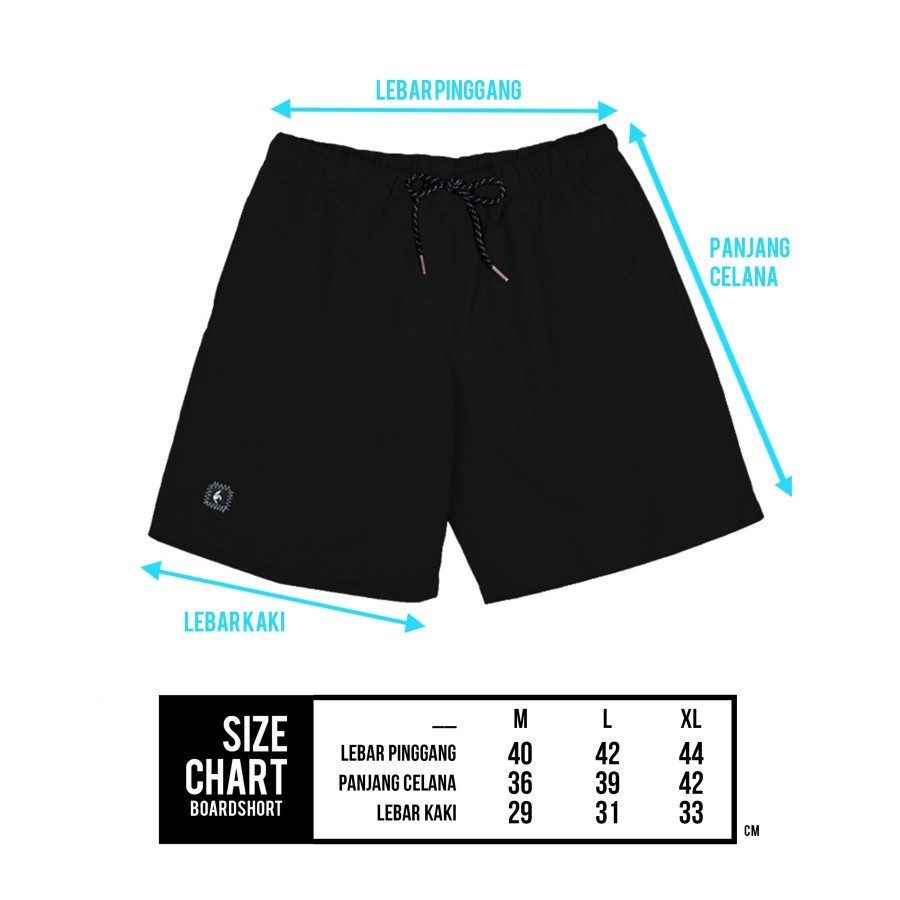 LEBAR PINGGANG
PANJANG
CELANA
LEBAR KAKI
SIZE
CHART
BOARDSHORT
__ M L XL
LEBAR PINGGANG 40 42 44
PANJANG CELANA 36 39 42
LEBAR KAKI 29 31 33
CM